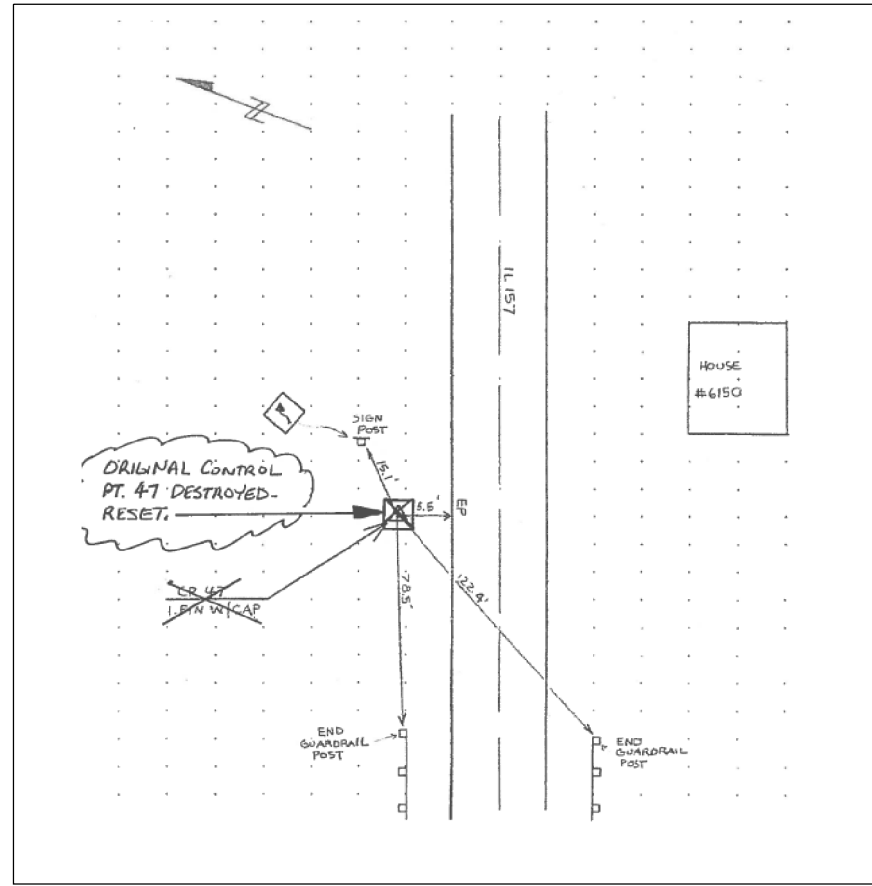 IL 157
HOUSE
#6150
SIGN
POST
15.1'
ORIGINAL CONTROL
PT. 47 DESTROYED-
RESET.
5.5'
EP
CP 47
I.PIN W/CAP
78.5'
122.4'
END
GUARDRAIL
POST
END
GUARDRAIL
POST